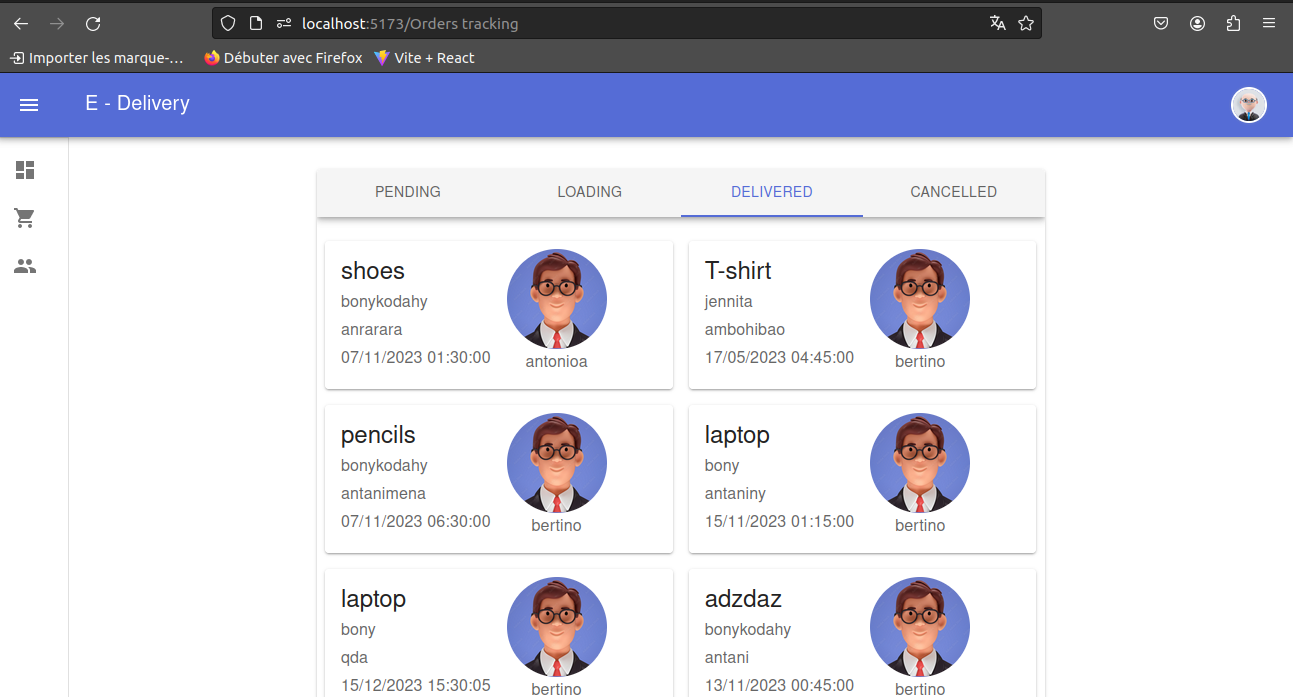 localhost:5173/Orders tracking
Importer les marque-… Débuter avec Firefox Vite + React
E - Delivery
PENDING LOADING DELIVERED CANCELLED
shoes
bonykodahy
anrarara
07/11/2023 01:30:00
antonioa
T-shirt
jennita
ambohibao
17/05/2023 04:45:00
bertino
pencils
bonykodahy
antanimena
07/11/2023 06:30:00
bertino
laptop
bony
antaniny
15/11/2023 01:15:00
bertino
laptop
bony
qda
15/12/2023 15:30:05
bertino
adzdaz
bonykodahy
antani
13/11/2023 00:45:00
bertino